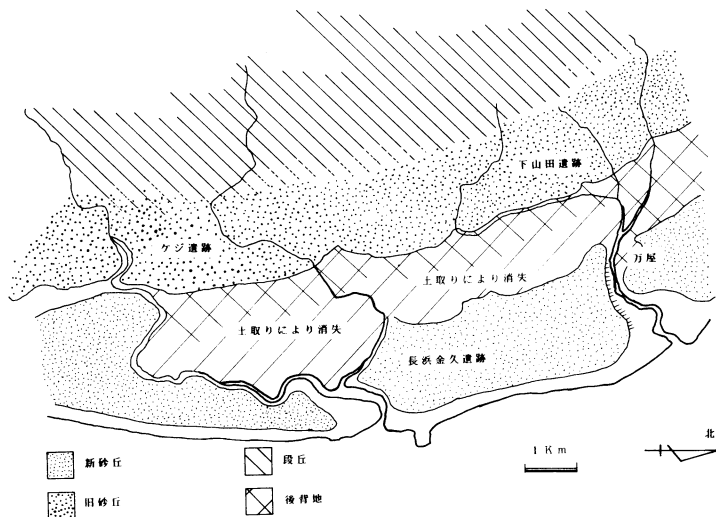 下山田遺跡
ケジ遺跡
万屋
土取りにより消失
土取りにより消失
長浜金久遺跡
北
1 Km
新砂丘
段丘
旧砂丘
後背地